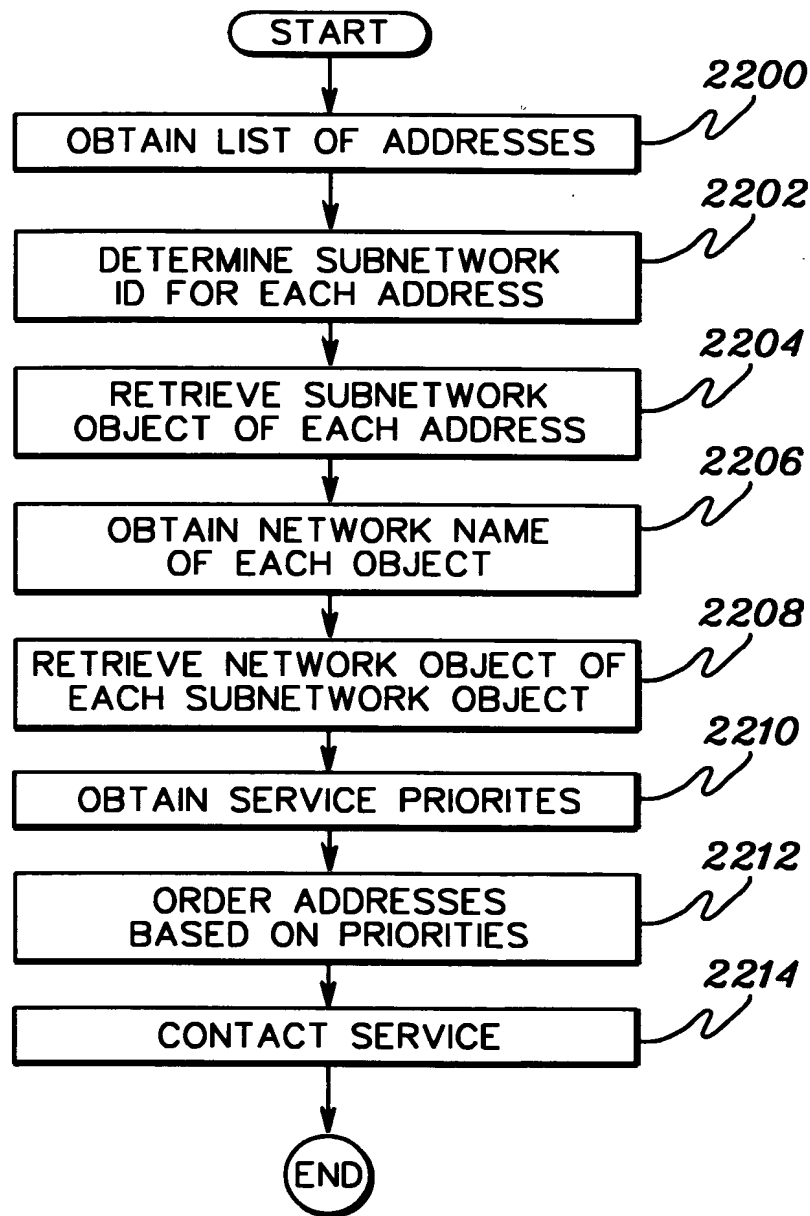 START
2200
OBTAIN LIST OF ADDRESSES
2202
DETERMINE SUBNETWORK
ID FOR EACH ADDRESS
2204
RETRIEVE SUBNETWORK
OBJECT OF EACH ADDRESS
2206
OBTAIN NETWORK NAME
OF EACH OBJECT
2208
RETRIEVE NETWORK OBJECT OF
EACH SUBNETWORK OBJECT
2210
OBTAIN SERVICE PRIORITES
2212
ORDER ADDRESSES
BASED ON PRIORITIES
2214
CONTACT SERVICE
END